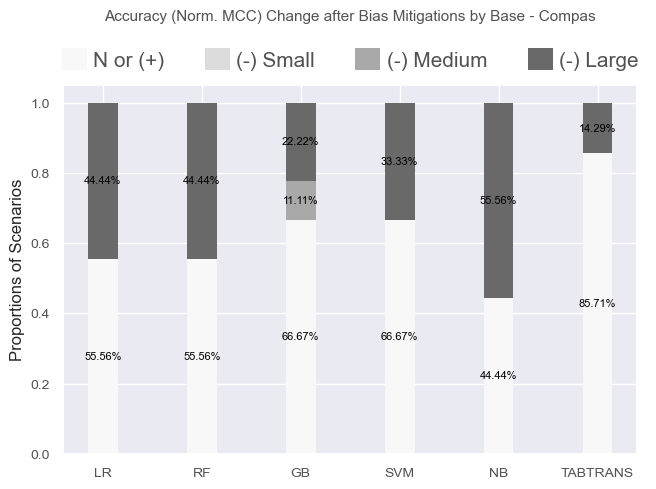 Accuracy (Norm. MCC) Change after Bias Mitigations by Base - Compas
N or (+) (-) Small (-) Medium (-) Large
Proportions of Scenarios
1.0
0.8
0.6
0.4
0.2
0.0
44.44% 44.44% 22.22% 33.33% 55.56% 14.29%
11.11%
55.56% 55.56% 66.67% 66.67% 44.44% 85.71%
LR RF GB SVM NB TABTRANS